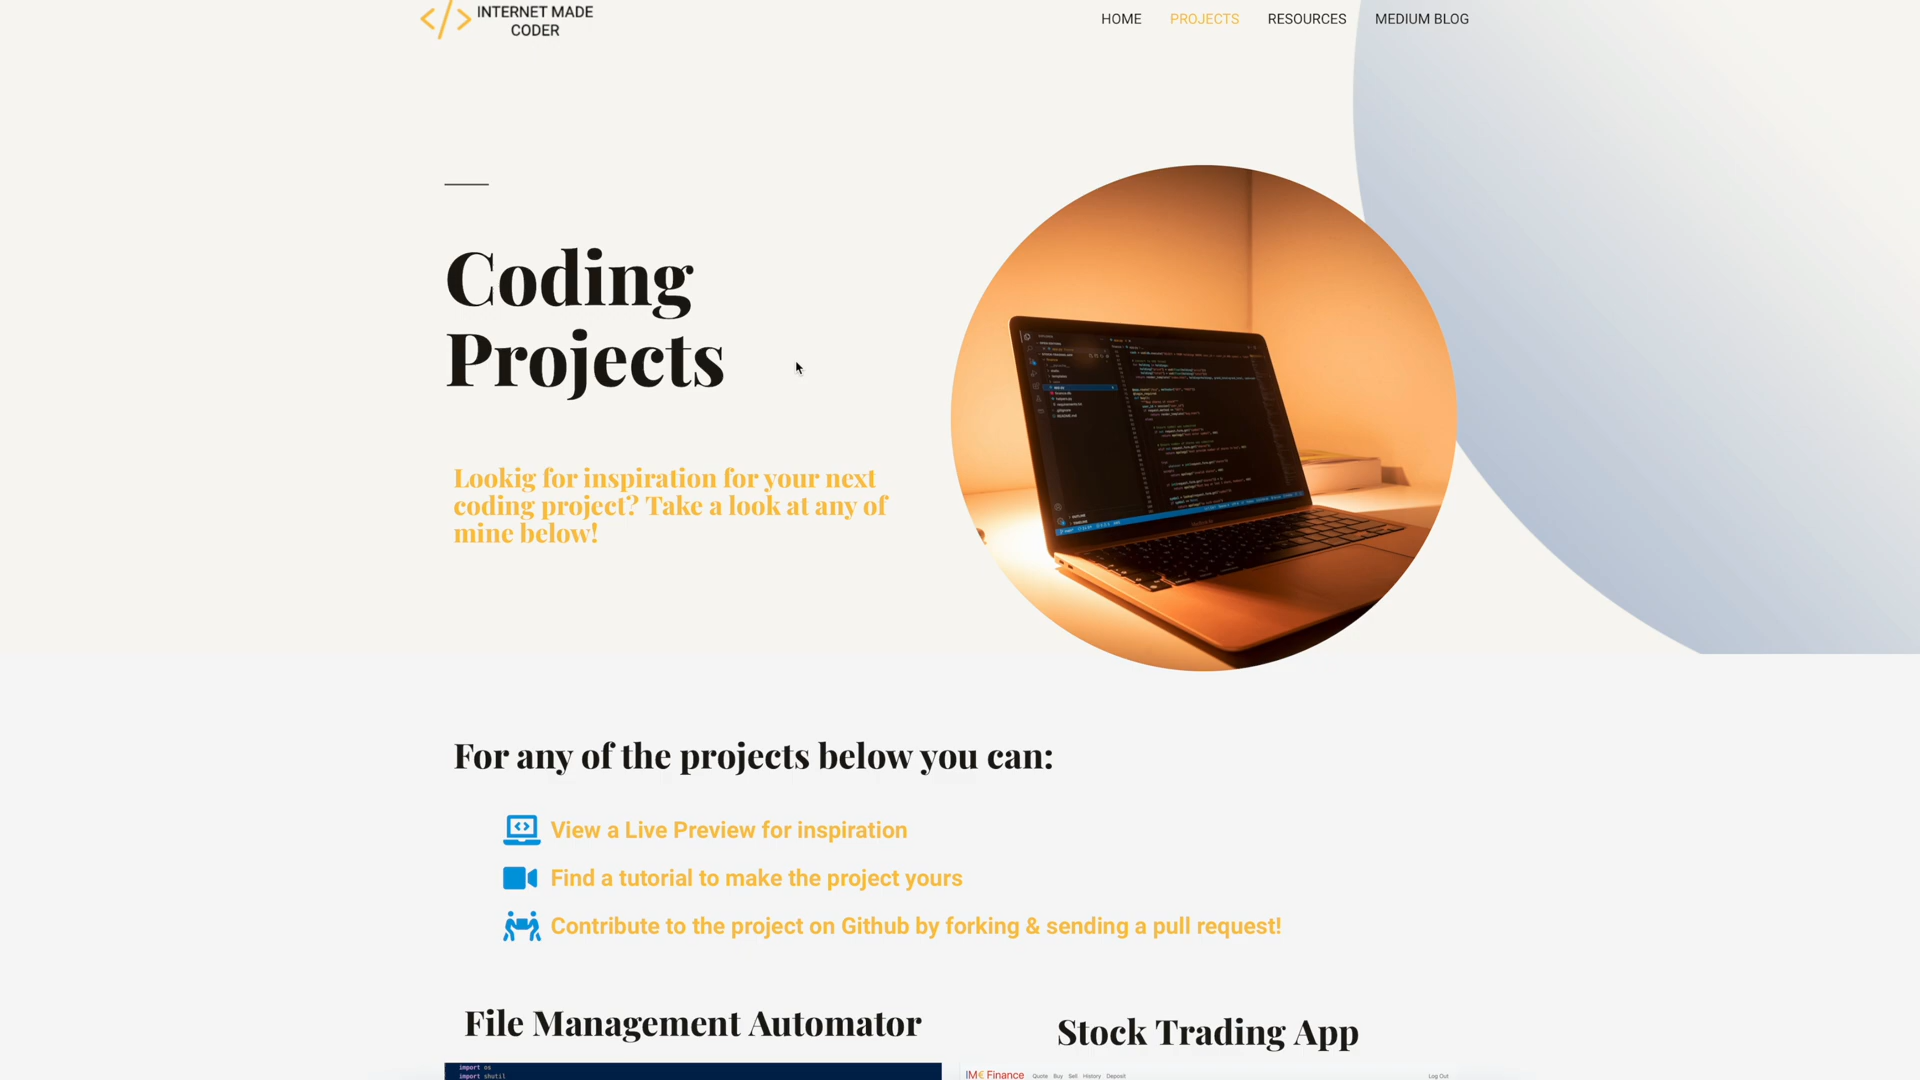 INTERNET MADE
CODER
HOME PROJECTS RESOURCES MEDIUM BLOG
Coding
Projects
Lookig for inspiration for your next
coding project? Take a look at any of
mine below!
For any of the projects below you can:
View a Live Preview for inspiration
Find a tutorial to make the project yours
Contribute to the project on Github by forking & sending a pull request!
File Management Automator
Stock Trading App
import os
import shutil
IM€ Finance Quote Buy Sell History Deposit Log Out